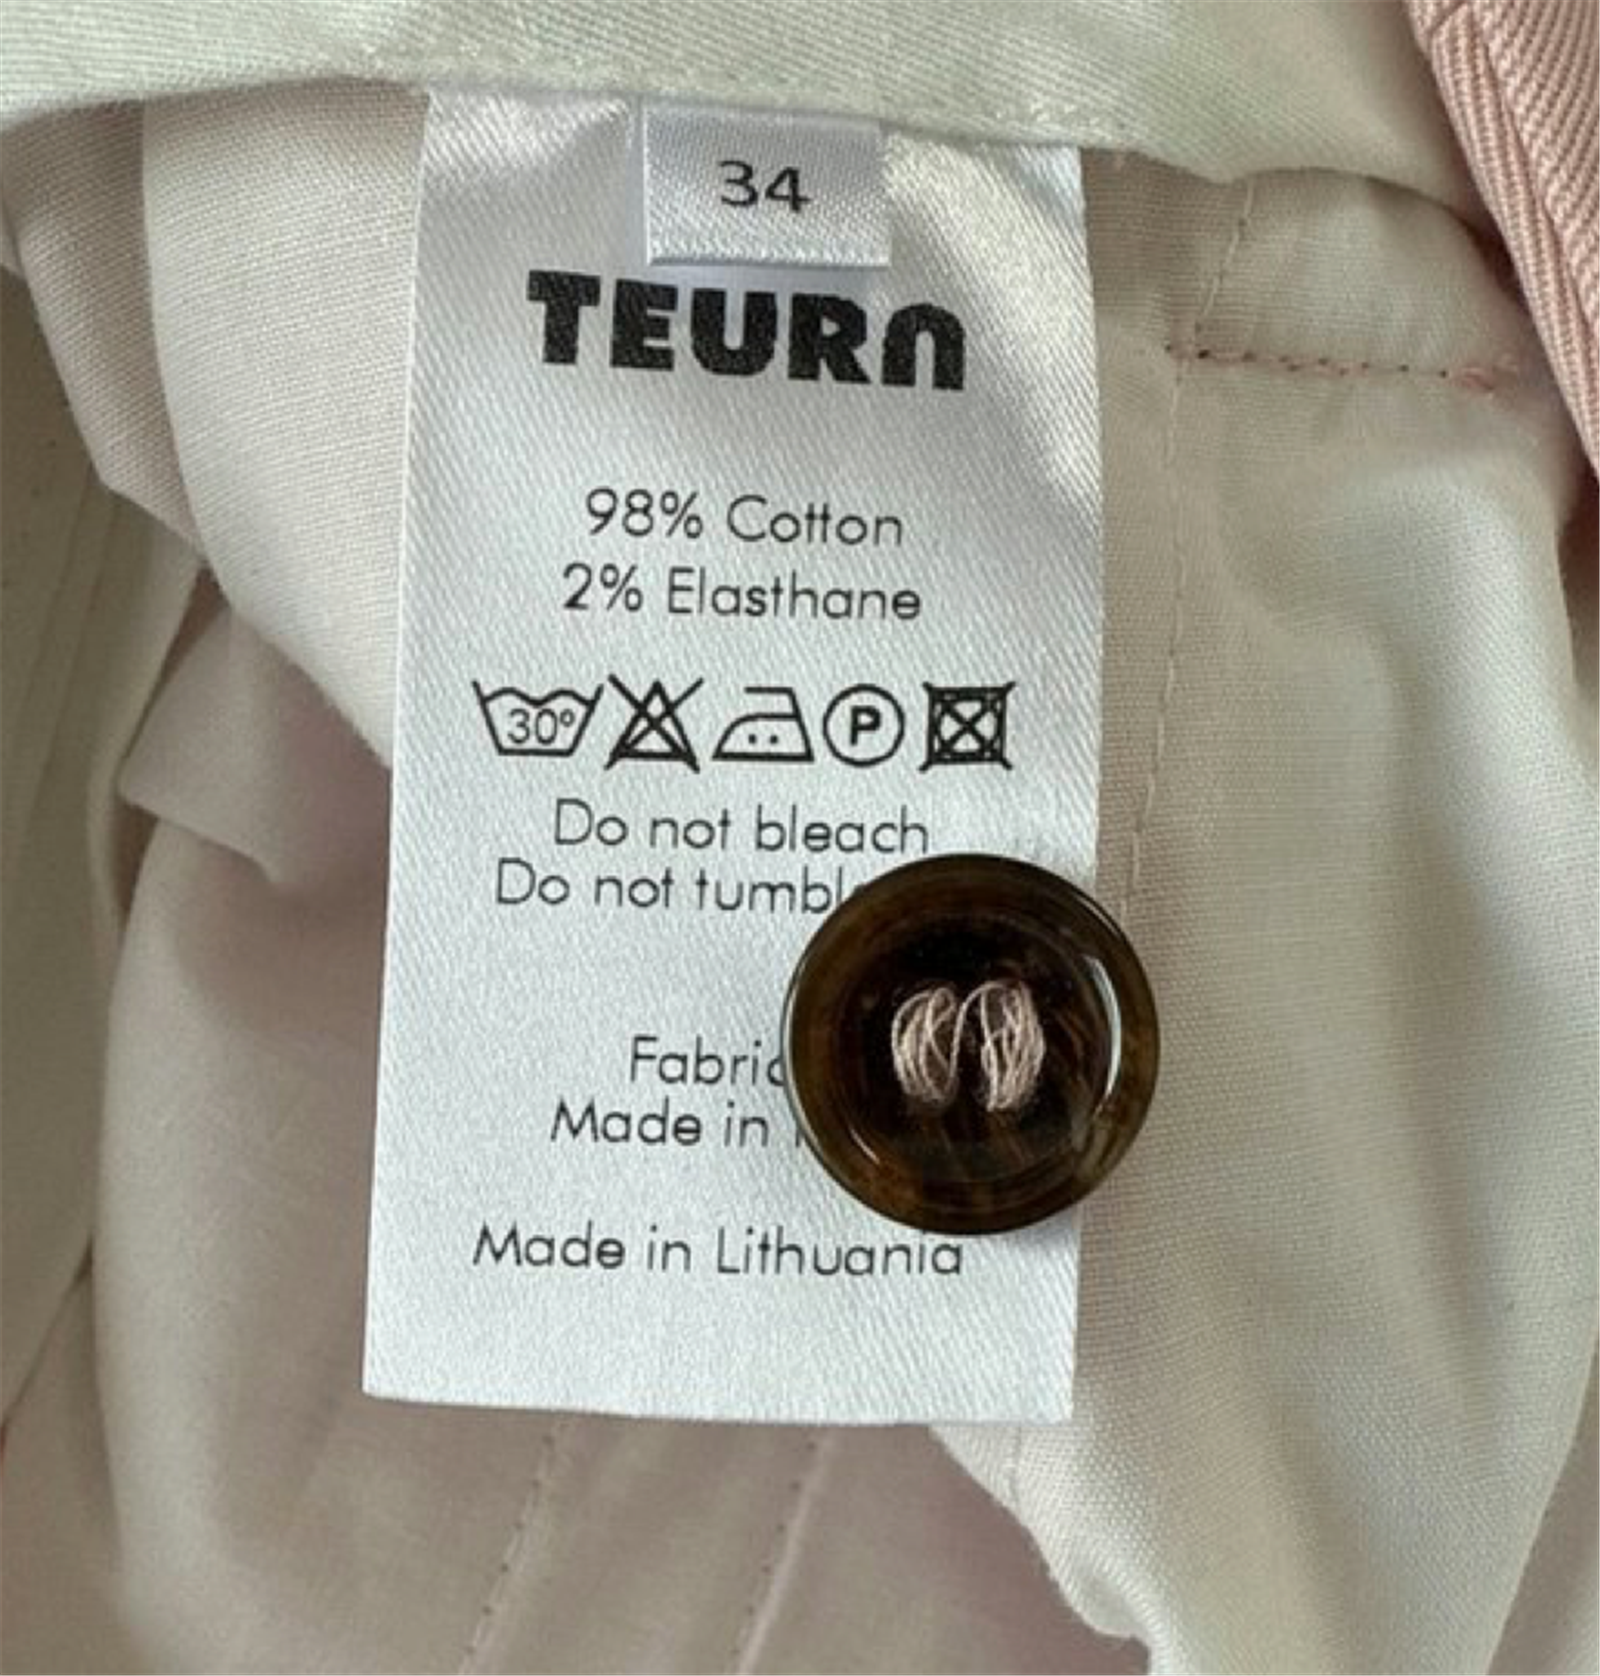 34
TEURN
98% Cotton
2% Elasthane
30° P
Do not bleach
Do not
Made in
Made in Lithuania